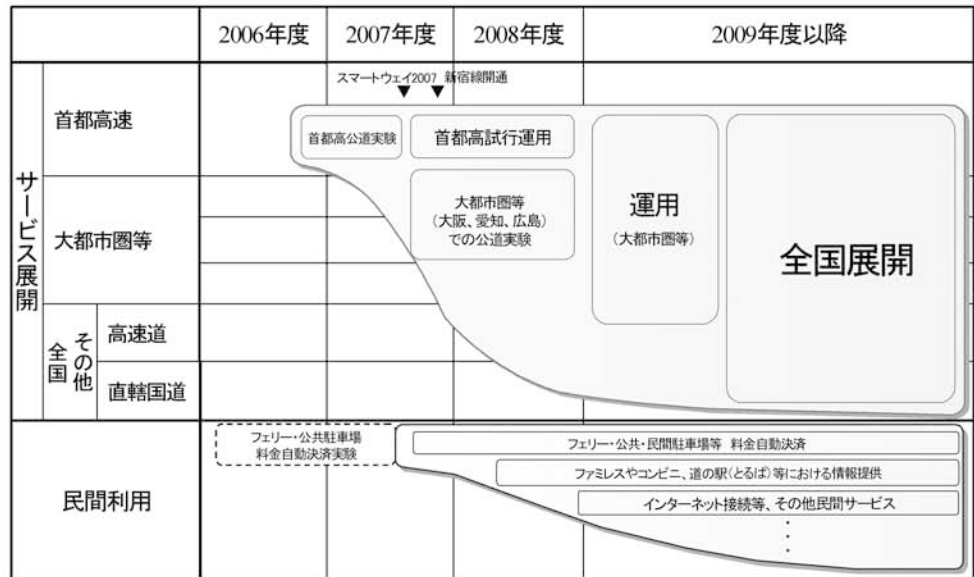 2006年度
2007年度
2008年度
2009年度以降
スマートウェイ2007 新宿線開通
サービス展開
首都高速
首都高公道実験
首都高試行運用
大都市圏等
大都市圏等
(大阪、愛知、広島)
での公道実験
運用
(大都市圏等)
全国展開
その他
全国
高速道
直轄国道
民間利用
フェリー・公共駐車場
料金自動決済実験
フェリー・公共・民間駐車場等 料金自動決済
ファミレスやコンビニ、道の駅(とるぱ)等における情報提供
インターネット接続等、その他民間サービス